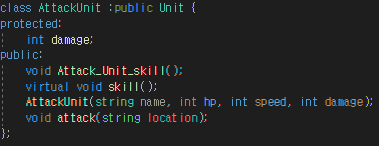 class AttackUnit :public Unit {
protected:
    int damage;
public:
    void Attack_Unit_skill();
    virtual void skill();
    AttackUnit(string name, int hp, int speed, int damage);
    void attack(string location);
};